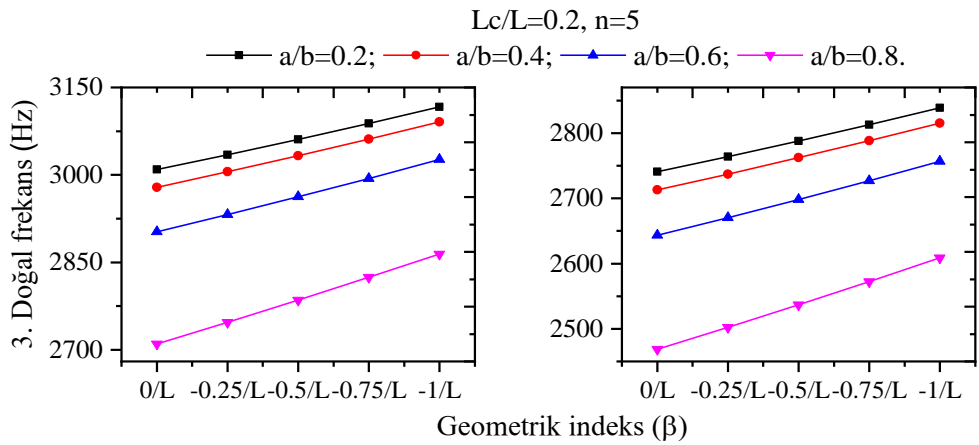 Lc/L=0.2, n=5
a/b=0.2; a/b=0.4; a/b=0.6; a/b=0.8.
3. Doğal frekans (Hz)
3150
3000
2850
2700
0/L -0.25/L -0.5/L -0.75/L -1/L
2800
2700
2600
2500
0/L -0.25/L -0.5/L -0.75/L -1/L
Geometrik indeks (β)